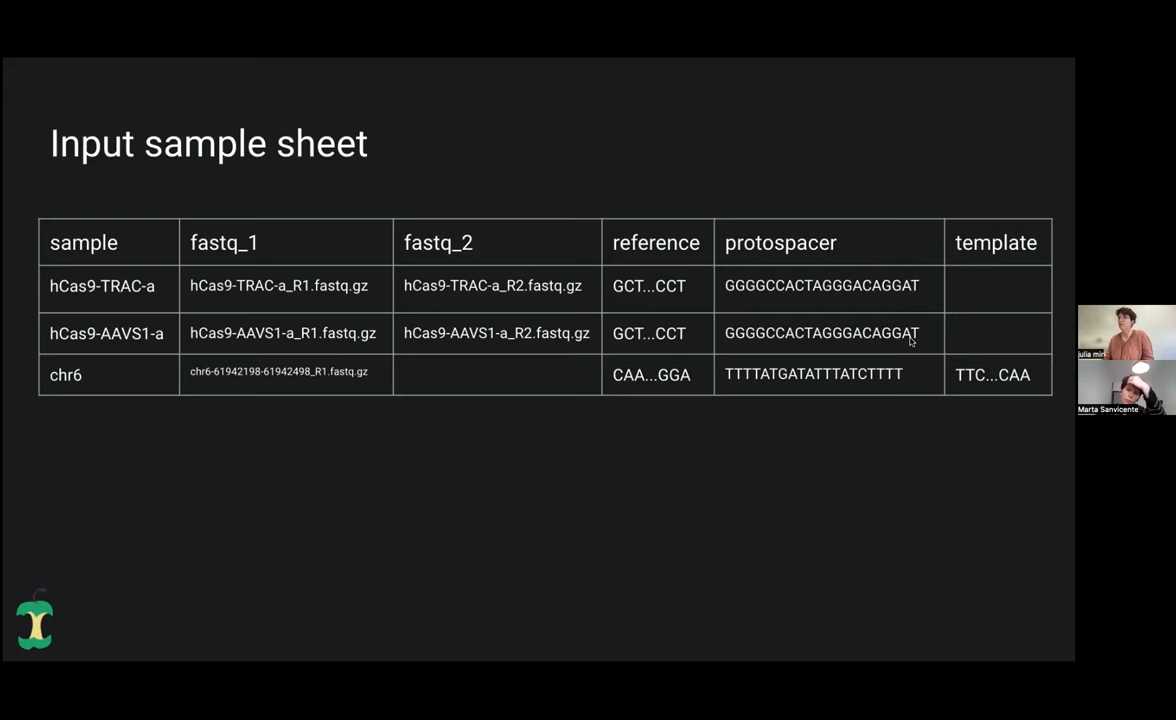 Input sample sheet
sample fastq_1 fastq_2 reference protospacer template
hCas9-TRAC-a hCas9-TRAC-a_R1.fastq.gz hCas9-TRAC-a_R2.fastq.gz GCT...CCT GGGGCCACTAGGGACAGGAT
hCas9-AAVS1-a hCas9-AAVS1-a_R1.fastq.gz hCas9-AAVS1-a_R2.fastq.gz GCT...CCT GGGGCCACTAGGGACAGGAT
chr6 chr6-61942198-61942498_R1.fastq.gz CAA...GGA TTTTATGATATTTATCTTTT TTC...CAA
julia mir
Marta Sanvicente